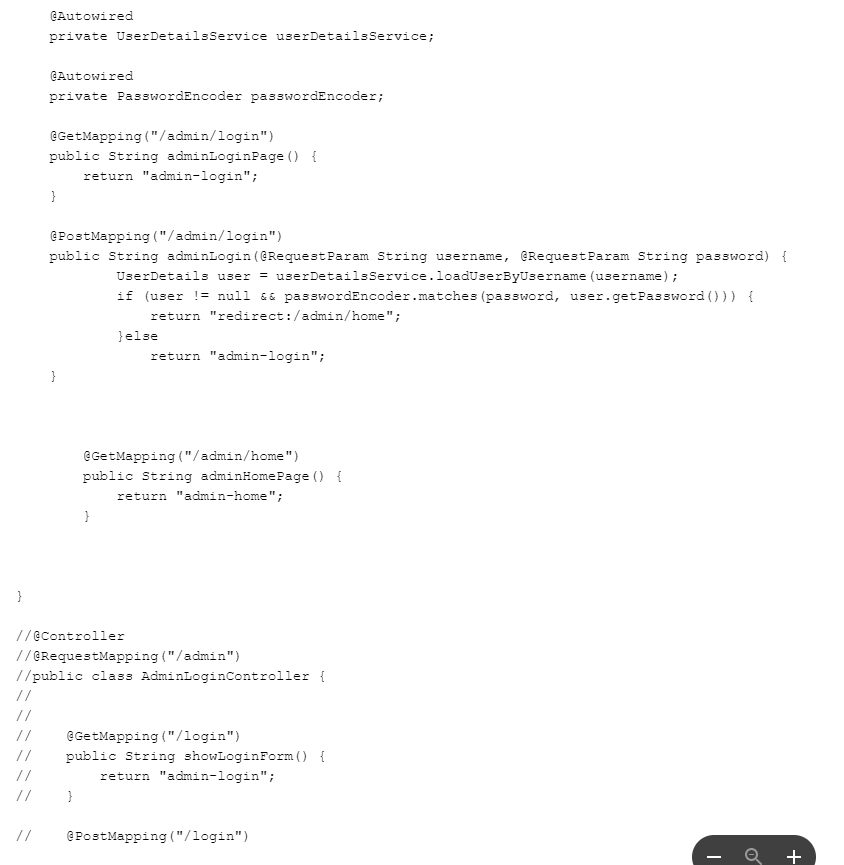 @Autowired
private UserDetailsService userDetailsService;
@Autowired
private PasswordEncoder passwordEncoder;
@GetMapping("/admin/login")
public String adminLoginPage() {
return "admin-login";
}
@PostMapping("/admin/login")
public String adminLogin(@RequestParam String username, @RequestParam String password) {
UserDetails user = userDetailsService.loadUserByUsername(username);
if (user != null && passwordEncoder.matches(password, user.getPassword())) {
return "redirect:/admin/home";
}else
return "admin-login";
}
@GetMapping("/admin/home")
public String adminHomePage() {
return "admin-home";
}
}
//@Controller
//@RequestMapping("/admin")
//public class AdminLoginController {
//
//
//    @GetMapping("/login")
//    public String showLoginForm() {
//        return "admin-login";
//    }
//    @PostMapping("/login")